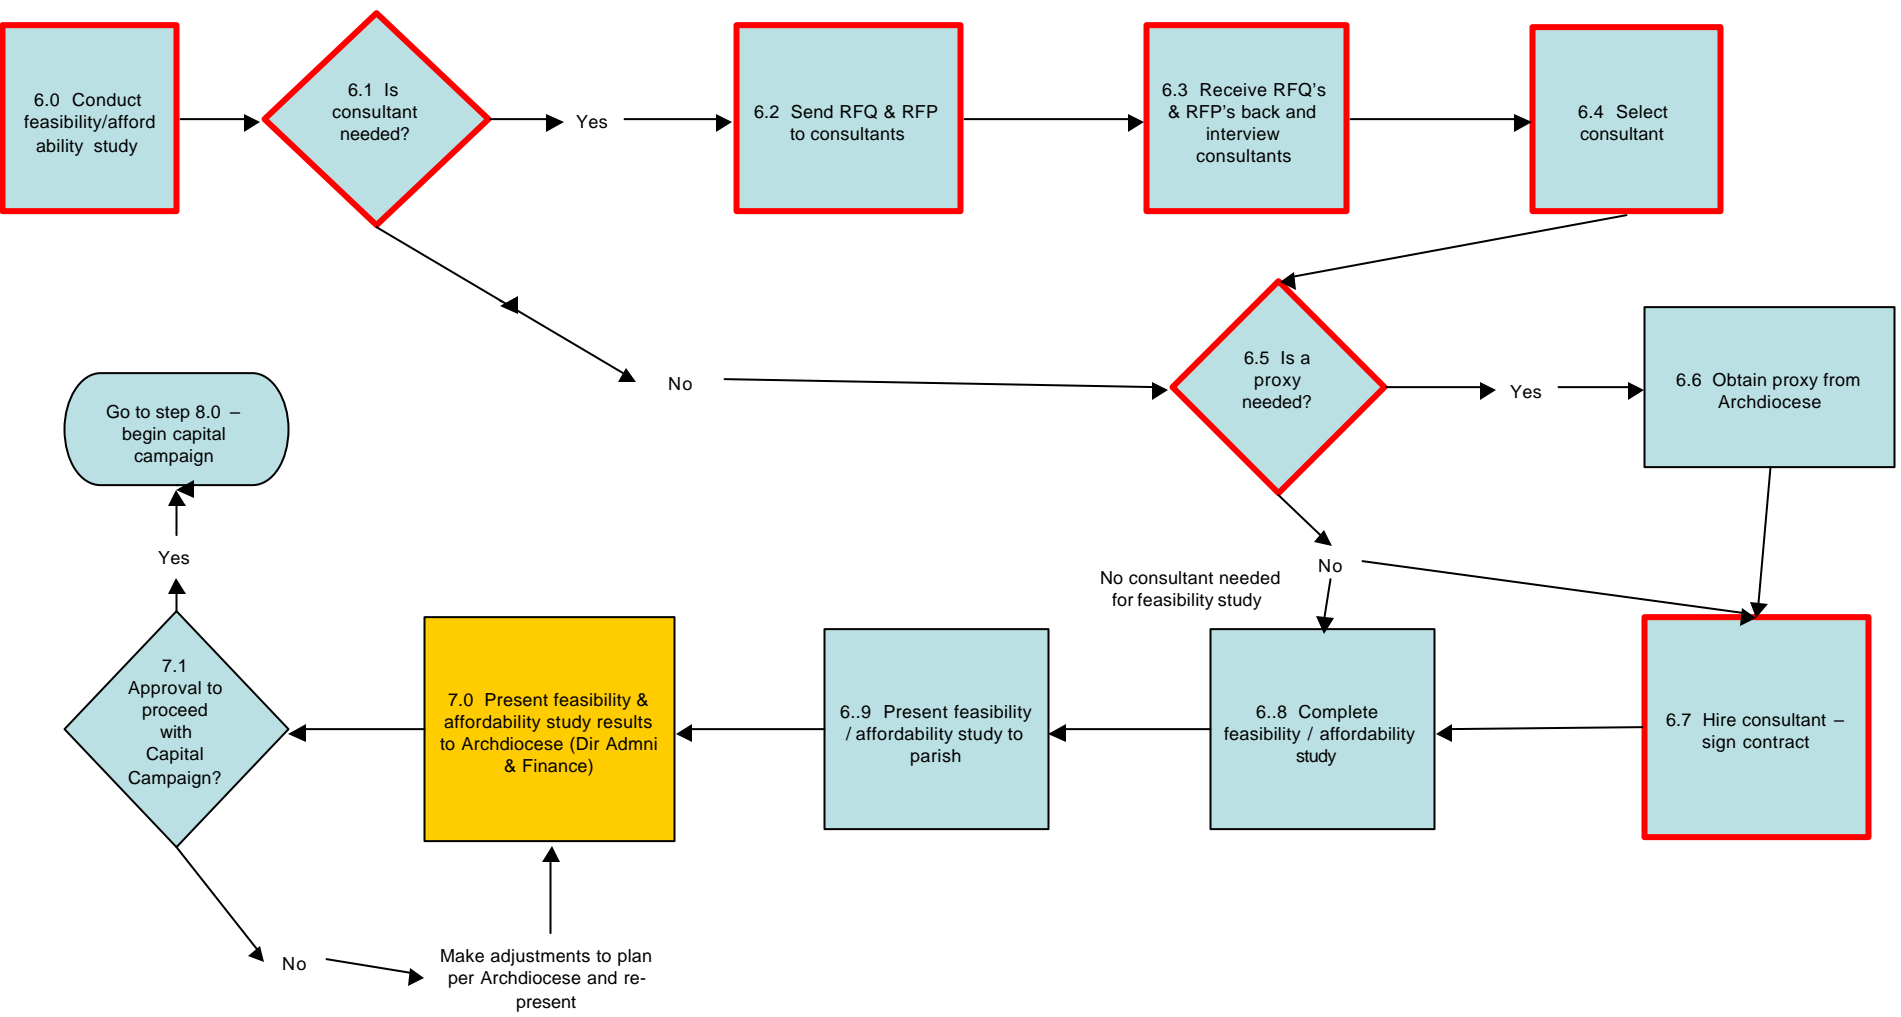 6.0 Conduct
feasibility/afford
ability study
6.1 Is
consultant
needed?
Yes
6.2 Send RFQ & RFP
to consultants
6.3 Receive RFQ's
& RFP's back and
interview
consultants
6.4 Select
consultant
No
6.5 Is a
proxy
needed?
Yes
6.6 Obtain proxy from
Archdiocese
Go to step 8.0 –
begin capital
campaign
Yes
No
No consultant needed
for feasibility study
7.1
Approval to
proceed
with
Capital
Campaign?
7.0 Present feasibility &
affordability study results
to Archdiocese (Dir Admni
& Finance)
6..9 Present feasibility
/ affordability study to
parish
6..8 Complete
feasibility / affordability
study
6.7 Hire consultant –
sign contract
No
Make adjustments to plan
per Archdiocese and re-
present